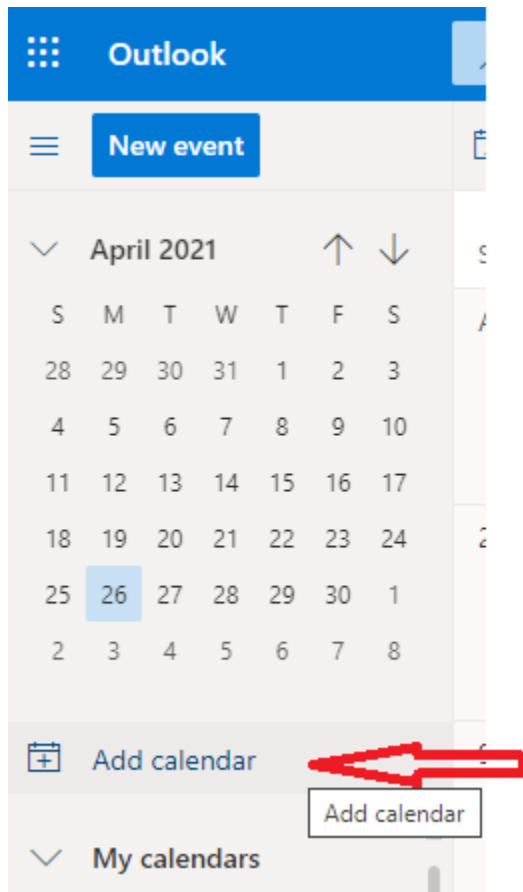 Outlook
New event
April 2021
S M T W T F S
28 29 30 31 1 2 3
4 5 6 7 8 9 10
11 12 13 14 15 16 17
18 19 20 21 22 23 24
25 26 27 28 29 30 1
2 3 4 5 6 7 8
Add calendar
Add calendar
My calendars